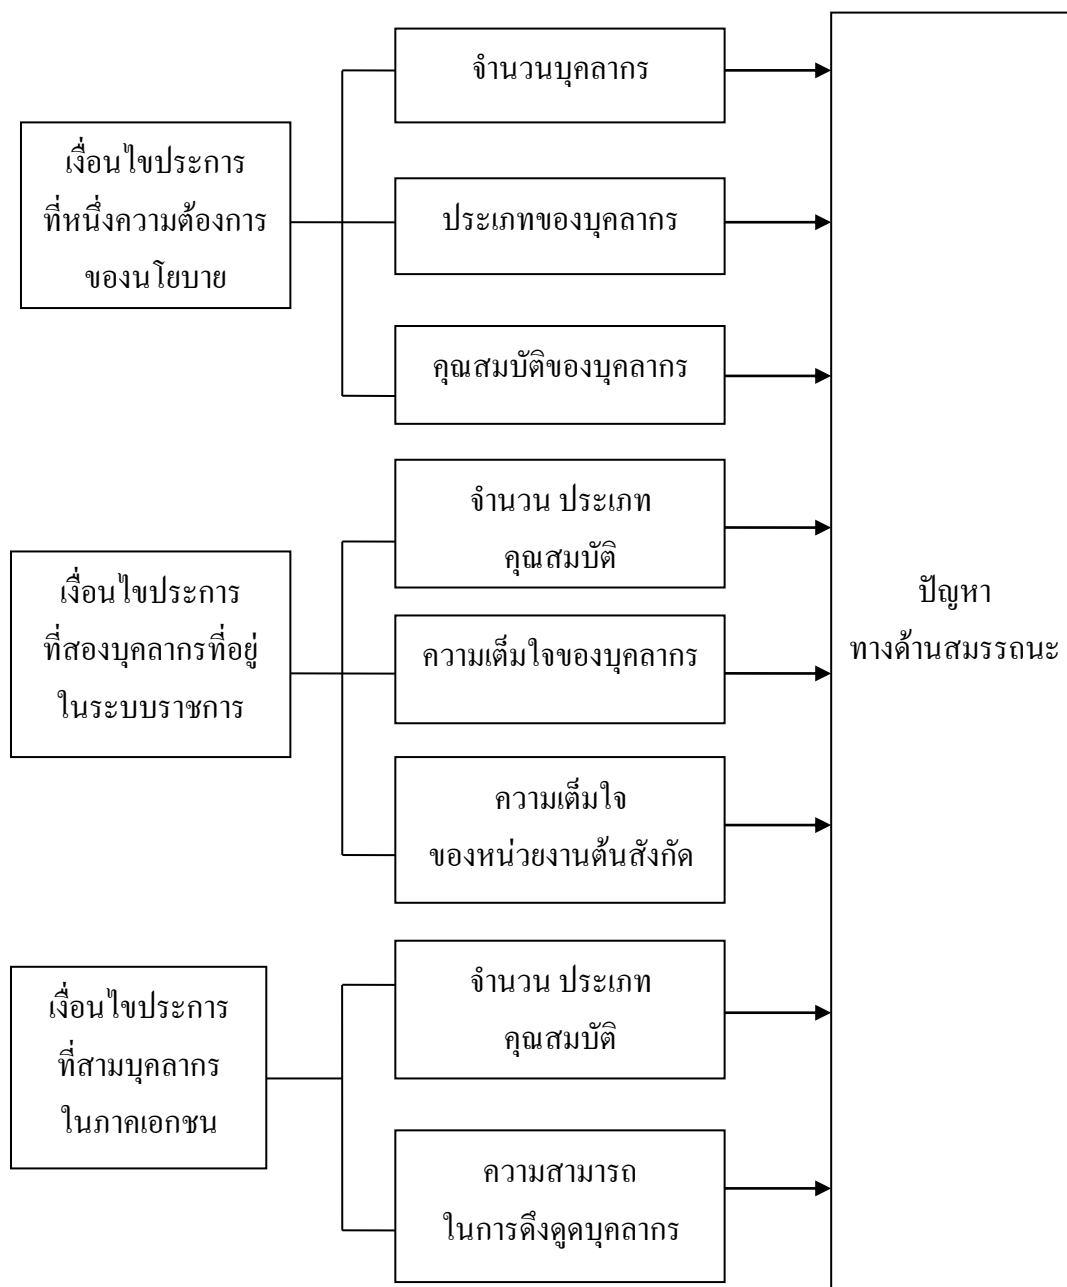 เงื่อนไขประการ
ที่หนึ่งความต้องการ
ของนโยบาย
จำนวนบุคลากร
ประเภทของบุคลากร
คุณสมบัติของบุคลากร
เงื่อนไขประการ
ที่สองบุคลากรที่อยู่
ในระบบราชการ
จำนวน ประเภท
คุณสมบัติ
ความเต็มใจของบุคลากร
ความเต็มใจ
ของหน่วยงานต้นสังกัด
เงื่อนไขประการ
ที่สามบุคลากร
ในภาคเอกชน
จำนวน ประเภท
คุณสมบัติ
ความสามารถ
ในการดึงดูดบุคลากร
ปัญหา
ทางด้านสมรรถนะ